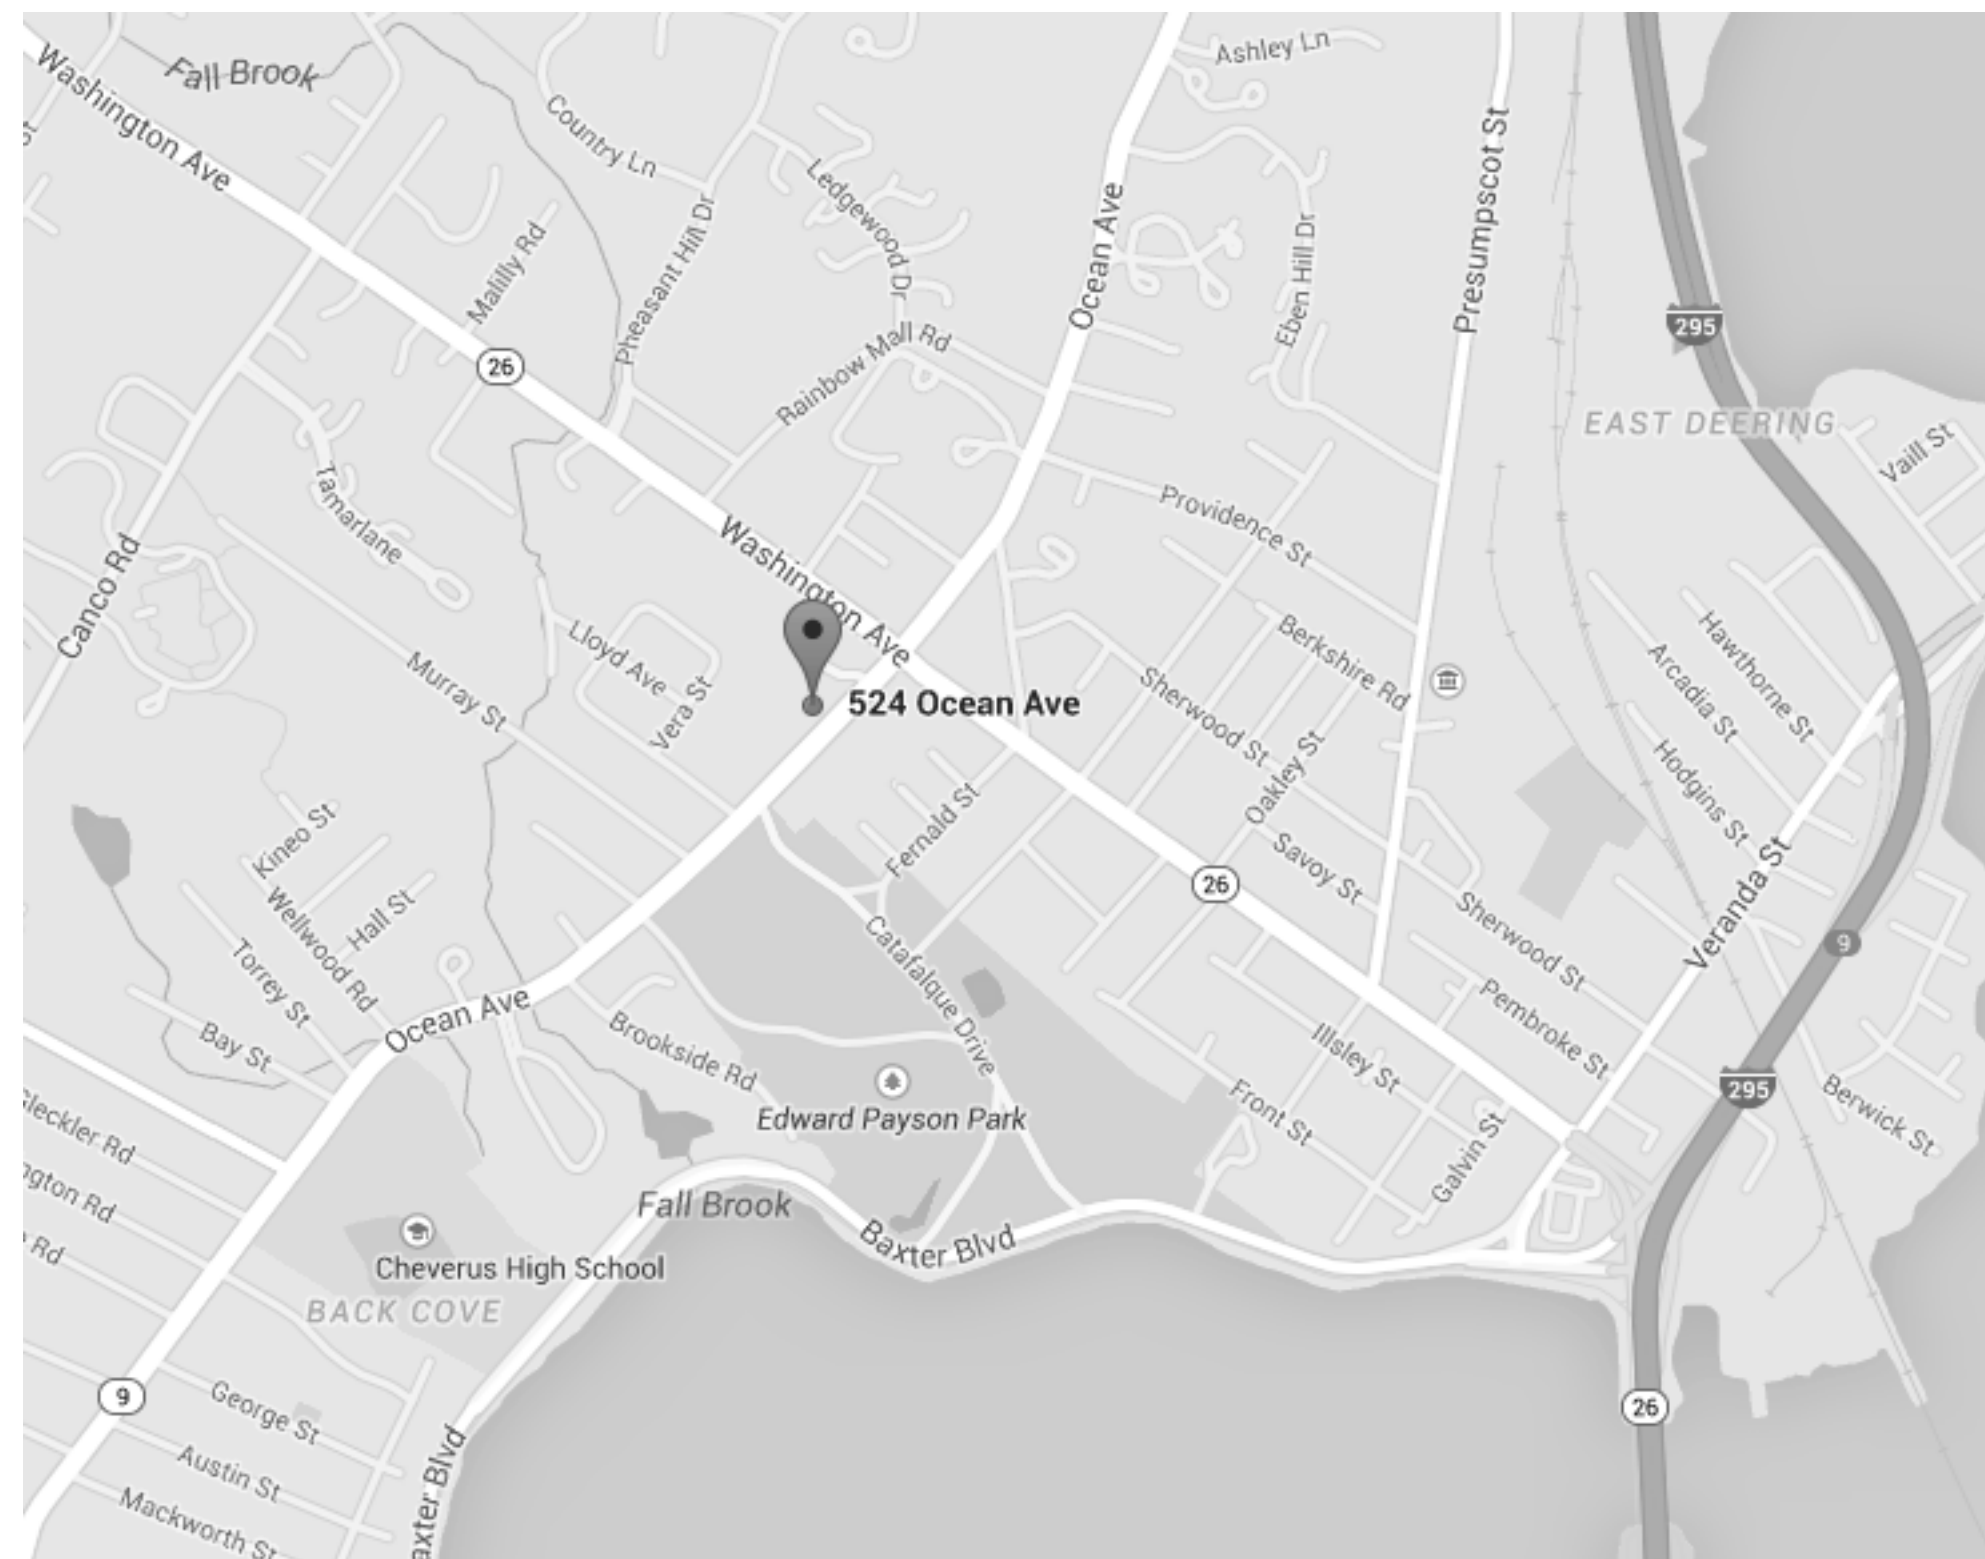 Ashley Ln
Washington Ave
Fall Brook
Country Ln
Presumpscot St
Ledgewood Dr
Ocean Ave
Malilly Rd
Pheasant Hill Dr
Eben Hill Dr
295
Rainbow Mall Rd
26
EAST DEERING
Vaill St
Tamarlane
Providence St
Canco Rd
Washington Ave
Lloyd Ave
Berkshire Rd
Hawthorne St
Arcadia St
Murray St
Vera St
524 Ocean Ave
Sherwood St
Oakley St
Hodgins St
Kineo St
Fernald St
Savoy St
26
Veranda St
Wellwood Rd
Hall St
Sherwood St
Catafalque Drive
9
Torrey St
Ocean Ave
Pembroke St
Bay St
Brookside Rd
Illsley St
295
Edward Payson Park
Front St
Berwick St
Galvin St
Rd
Fall Brook
Baxter Blvd
Rd
Cheverus High School
BACK COVE
9
George St
26
Austin St
Mackworth St
Blvd